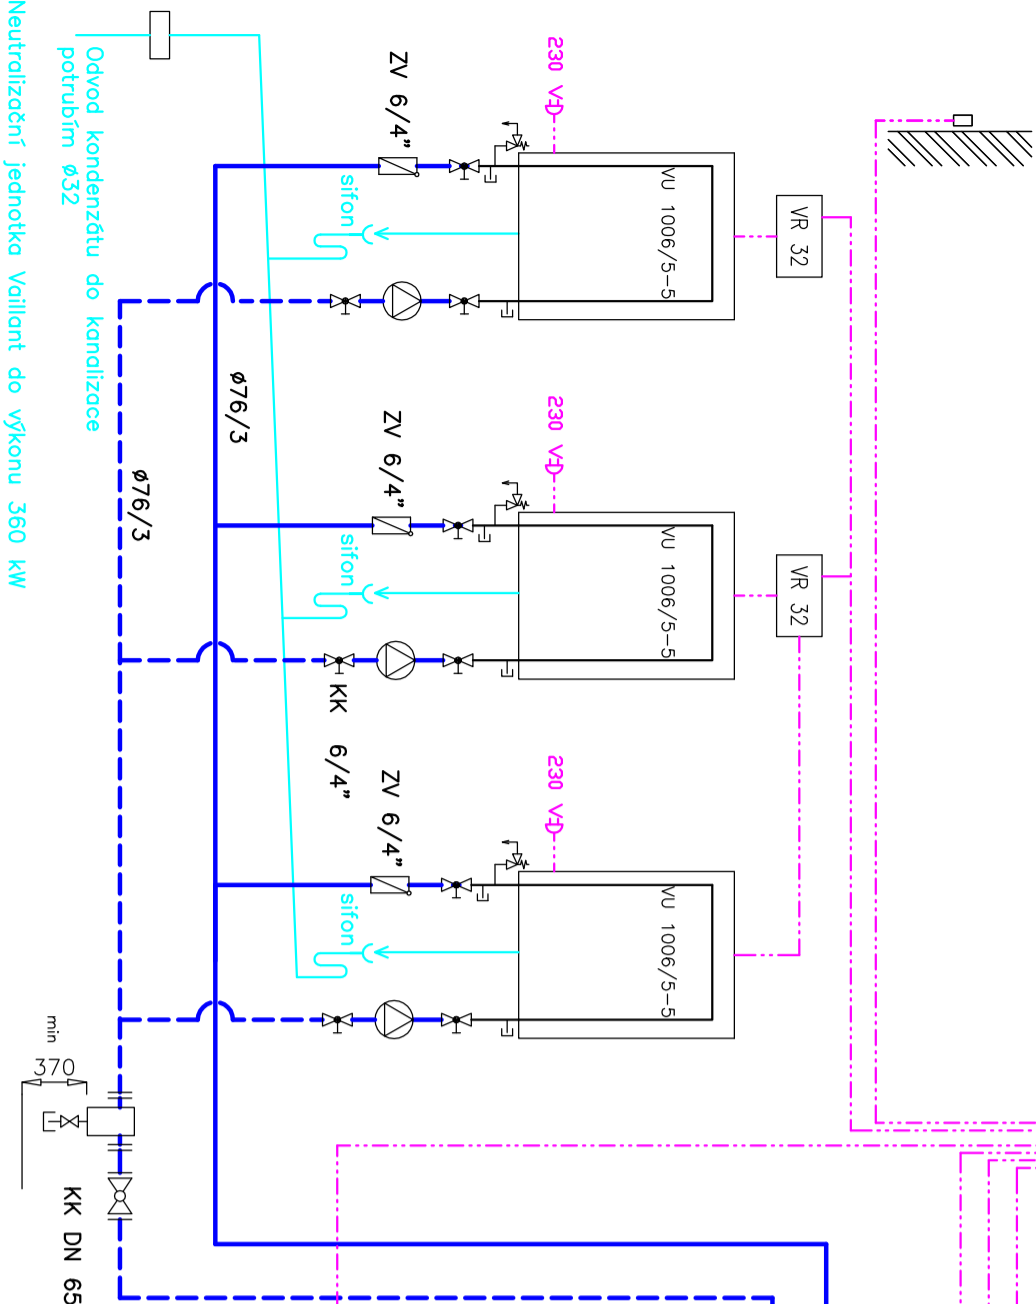 230 V
ZV 6/4"
VU 1006/5-5
VR 32
sifon
ø76/3
230 V
ZV 6/4"
VU 1006/5-5
VR 32
sifon
KK 6/4"
ø76/3
230 V
ZV 6/4"
VU 1006/5-5
sifon
Odvod kondenzátu do kanalizace
potrubím ø32
Neutralizační jednotka Vaillant do výkonu 360 kW
min
370
KK DN 65